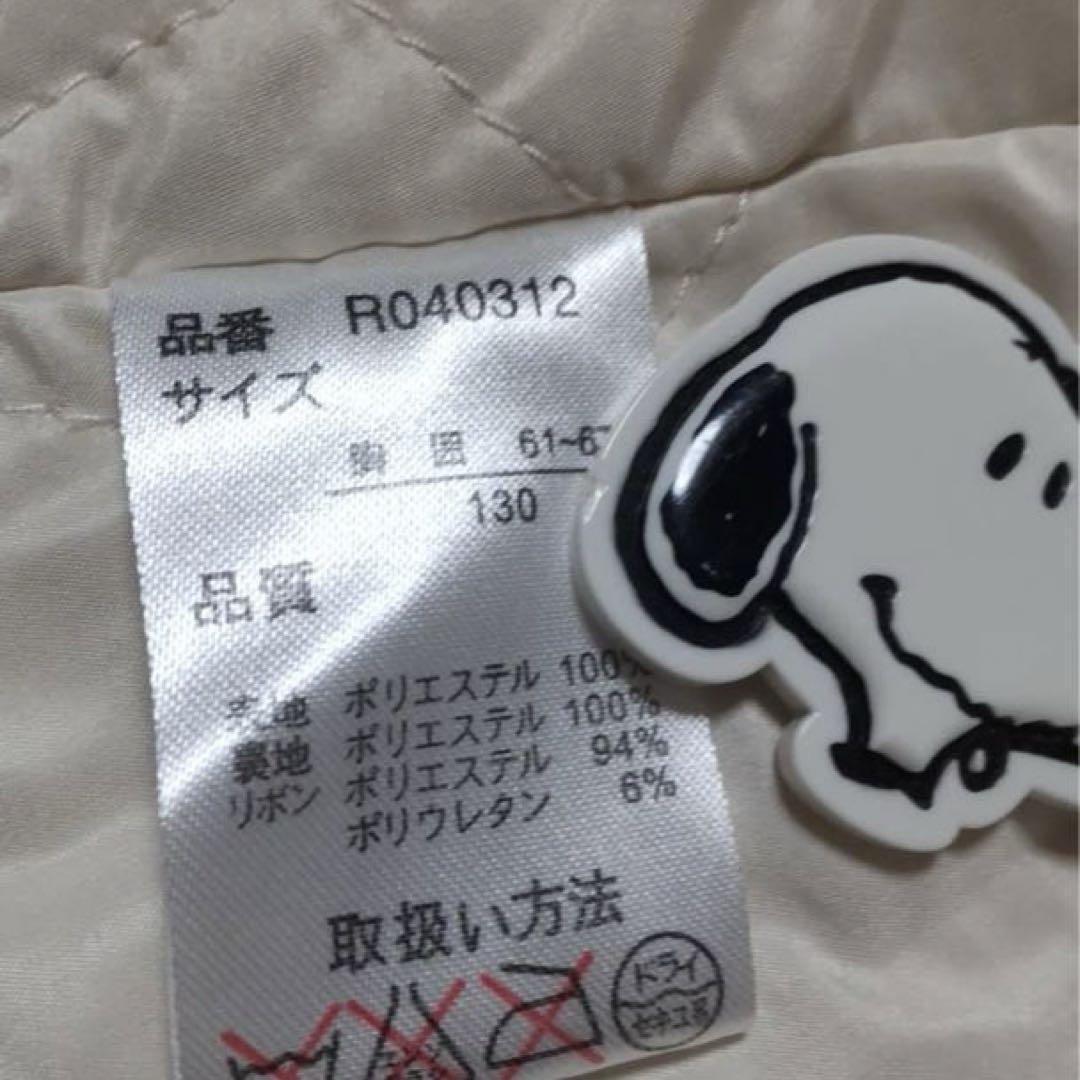 品番 R040312
サイズ
胸 囲 61~6
130
品質
表地 ポリエステル 100%
裏地 ポリエステル 100%
リボン ポリエステル 94%
ポリウレタン 6%
取扱い方法
ドライ
セキユ系